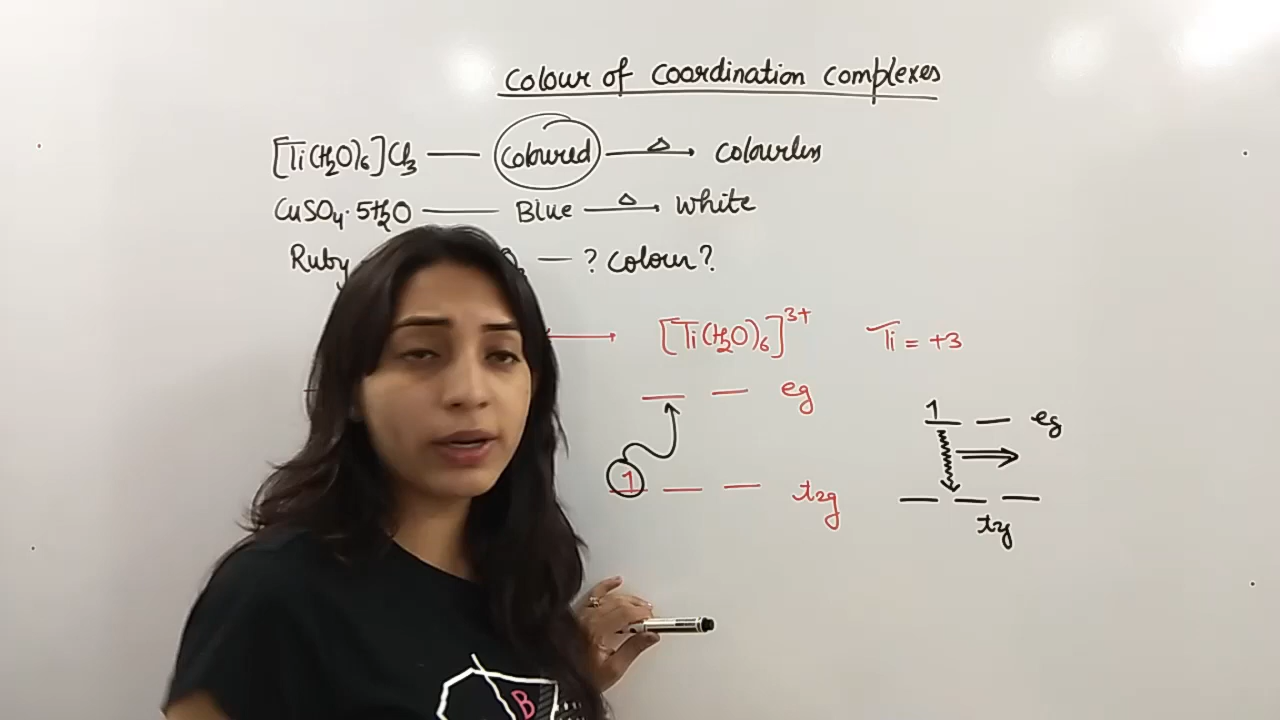 Colour of Coordination Complexes
[Ti(H2O)6]Cl3 — Coloured —Δ→ colourless
CuSO4·5H2O — Blue —Δ→ white
Ruby — ? Colour?
[Ti(H2O)6]3+ Ti = +3
eg
1 eg
1 t2g
t2g
B